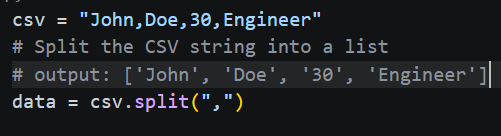 csv = "John,Doe,30,Engineer"
# Split the CSV string into a list
# output: ['John', 'Doe', '30', 'Engineer']
data = csv.split(",")